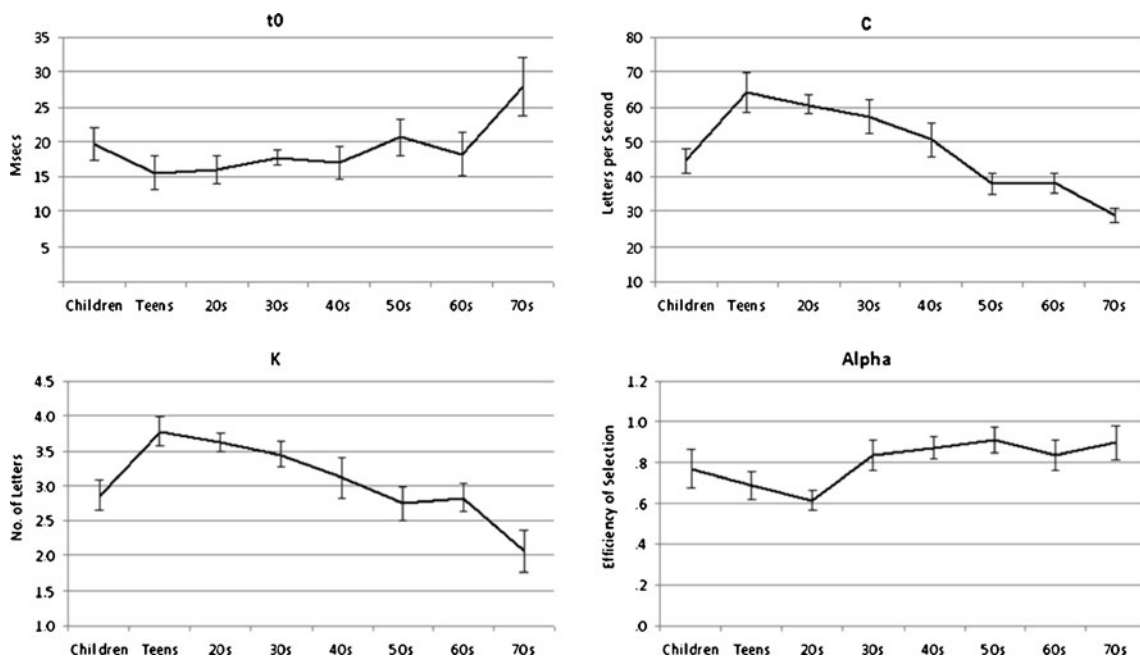 t0
35
30
25
20
15
10
5
Msecs
Children Teens 20s 30s 40s 50s 60s 70s
C
80
70
60
50
40
30
20
10
Letters per Second
Children Teens 20s 30s 40s 50s 60s 70s
K
4.5
4.0
3.5
3.0
2.5
2.0
1.5
1.0
No. of Letters
Children Teens 20s 30s 40s 50s 60s 70s
Alpha
1.2
1.0
.8
.6
.4
.2
.0
Efficiency of Selection
Children Teens 20s 30s 40s 50s 60s 70s